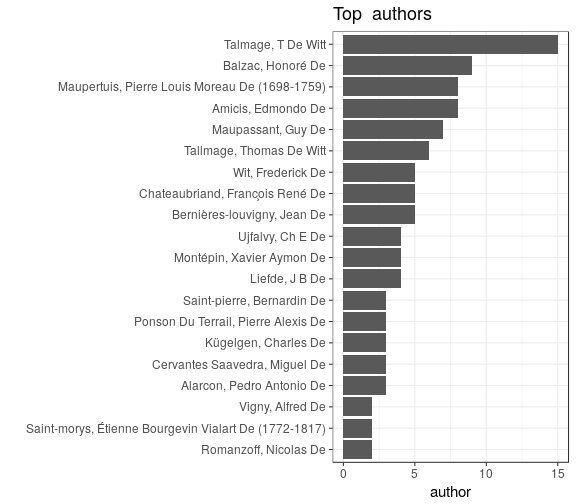 Top authors
Talmage, T De Witt
Balzac, Honoré De
Maupertuis, Pierre Louis Moreau De (1698-1759)
Amicis, Edmondo De
Maupassant, Guy De
Tallmage, Thomas De Witt
Wit, Frederick De
Chateaubriand, François René De
Bernières-louvigny, Jean De
Ujfalvy, Ch E De
Montépin, Xavier Aymon De
Liefde, J B De
Saint-pierre, Bernardin De
Ponson Du Terrail, Pierre Alexis De
Kügelgen, Charles De
Cervantes Saavedra, Miguel De
Alarcon, Pedro Antonio De
Vigny, Alfred De
Saint-morys, Étienne Bourgevin Vialart De (1772-1817)
Romanzoff, Nicolas De
0 5 10 15
author